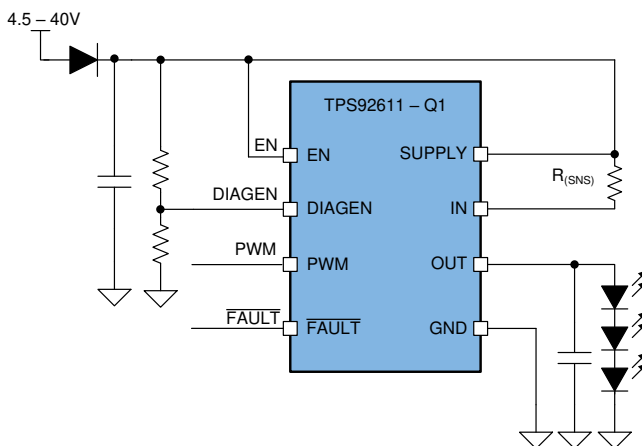 4.5 – 40V
TPS92611 – Q1
EN
EN
SUPPLY
R(SNS)
DIAGEN
DIAGEN
IN
PWM
PWM
OUT
FAULT
FAULT
GND